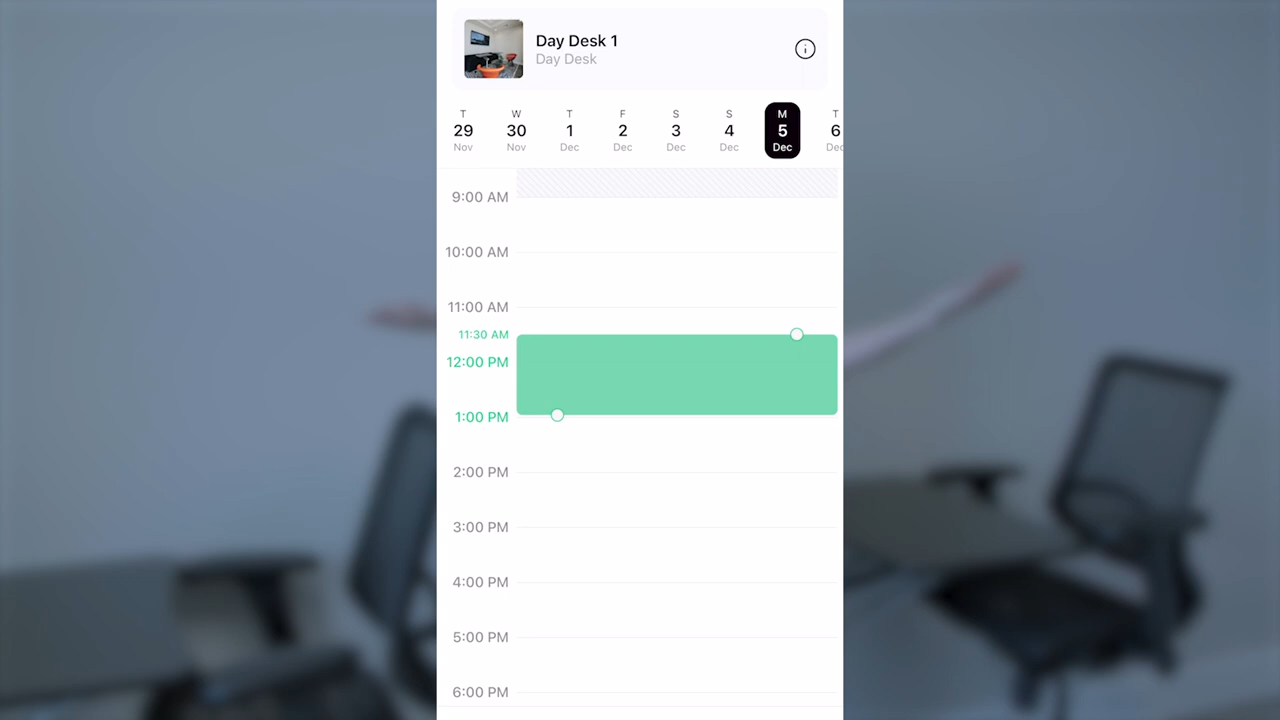 Day Desk 1
Day Desk
T W T F S S M T
29 30 1 2 3 4 5 6
Nov Nov Dec Dec Dec Dec Dec Dec
9:00 AM
10:00 AM
11:00 AM
11:30 AM
12:00 PM
1:00 PM
2:00 PM
3:00 PM
4:00 PM
5:00 PM
6:00 PM